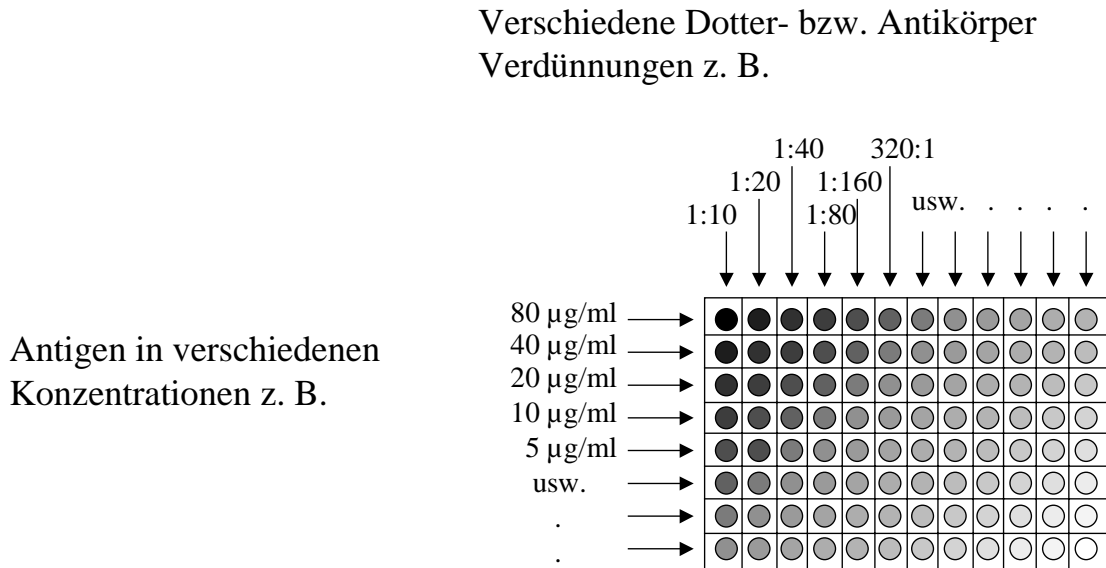 Verschiedene Dotter- bzw. Antikörper
Verdünnungen z. B.
1:40 320:1
1:20 1:160
usw. . . . .
1:10 1:80
80 µg/ml
40 µg/ml
Antigen in verschiedenen
20 µg/ml
Konzentrationen z. B.
10 µg/ml
5 µg/ml
usw.
.
.